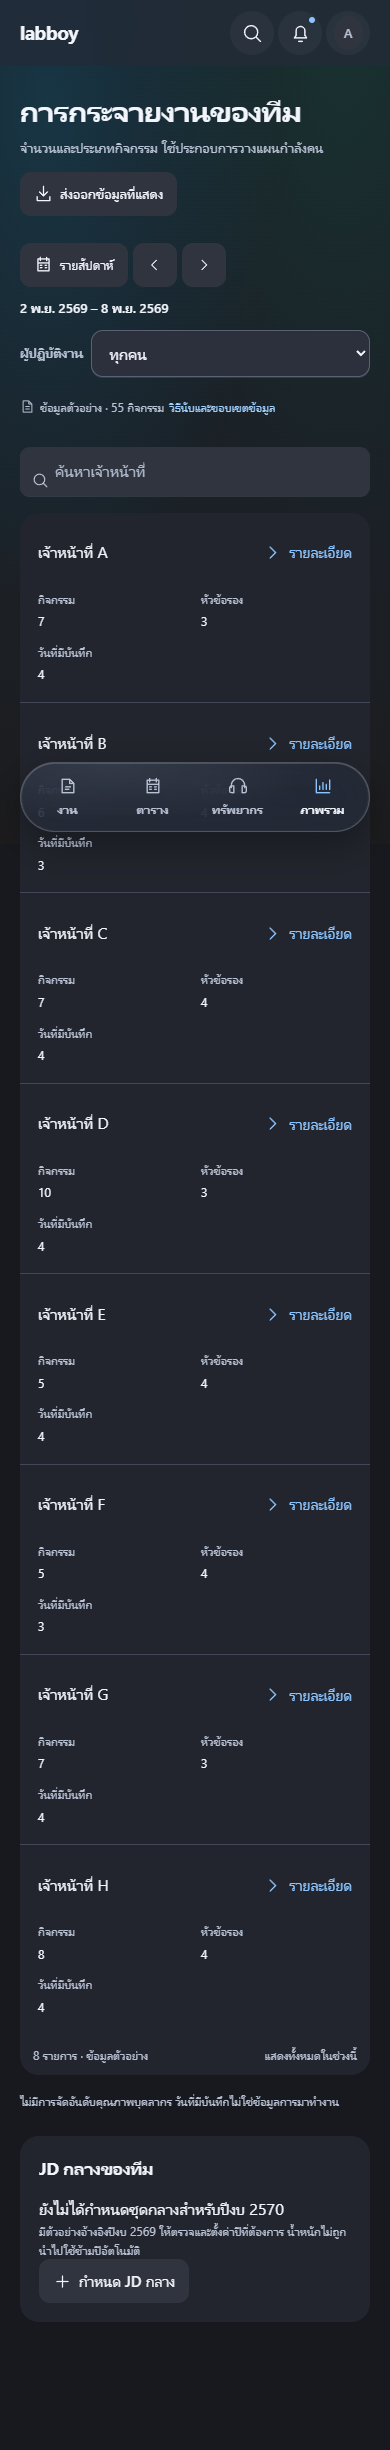 labboy
A
การกระจายงานของทีม
จำนวนและประเภทกิจกรรม ใช้ประกอบการวางแผนกำลังคน
ส่งออกข้อมูลที่แสดง
รายสัปดาห์
2 พ.ย. 2569 – 8 พ.ย. 2569
ผู้ปฏิบัติงาน ทุกคน
ข้อมูลตัวอย่าง · 55 กิจกรรม วิธีนับและขอบเขตข้อมูล
ค้นหาเจ้าหน้าที่
เจ้าหน้าที่ A รายละเอียด
กิจกรรม หัวข้อรอง
7 3
วันที่มีบันทึก
4
เจ้าหน้าที่ B รายละเอียด
งาน ตาราง ทรัพยากร ภาพรวม
วันที่มีบันทึก
3
เจ้าหน้าที่ C รายละเอียด
กิจกรรม หัวข้อรอง
7 4
วันที่มีบันทึก
4
เจ้าหน้าที่ D รายละเอียด
กิจกรรม หัวข้อรอง
10 3
วันที่มีบันทึก
4
เจ้าหน้าที่ E รายละเอียด
กิจกรรม หัวข้อรอง
5 4
วันที่มีบันทึก
4
เจ้าหน้าที่ F รายละเอียด
กิจกรรม หัวข้อรอง
5 4
วันที่มีบันทึก
3
เจ้าหน้าที่ G รายละเอียด
กิจกรรม หัวข้อรอง
7 3
วันที่มีบันทึก
4
เจ้าหน้าที่ H รายละเอียด
กิจกรรม หัวข้อรอง
8 4
วันที่มีบันทึก
4
8 รายการ · ข้อมูลตัวอย่าง แสดงทั้งหมดในช่วงนี้
ไม่มีการจัดอันดับคุณภาพบุคลากร วันที่มีบันทึกไม่ใช่ข้อมูลการมาทำงาน
JD กลางของทีม
ยังไม่ได้กำหนดชุดกลางสำหรับปีงบ 2570
มีตัวอย่างอ้างอิงปีงบ 2569 ให้ตรวจและตั้งค่าปีที่ต้องการ น้ำหนักไม่ถูก
นำไปใช้ข้ามปีอัตโนมัติ
กำหนด JD กลาง